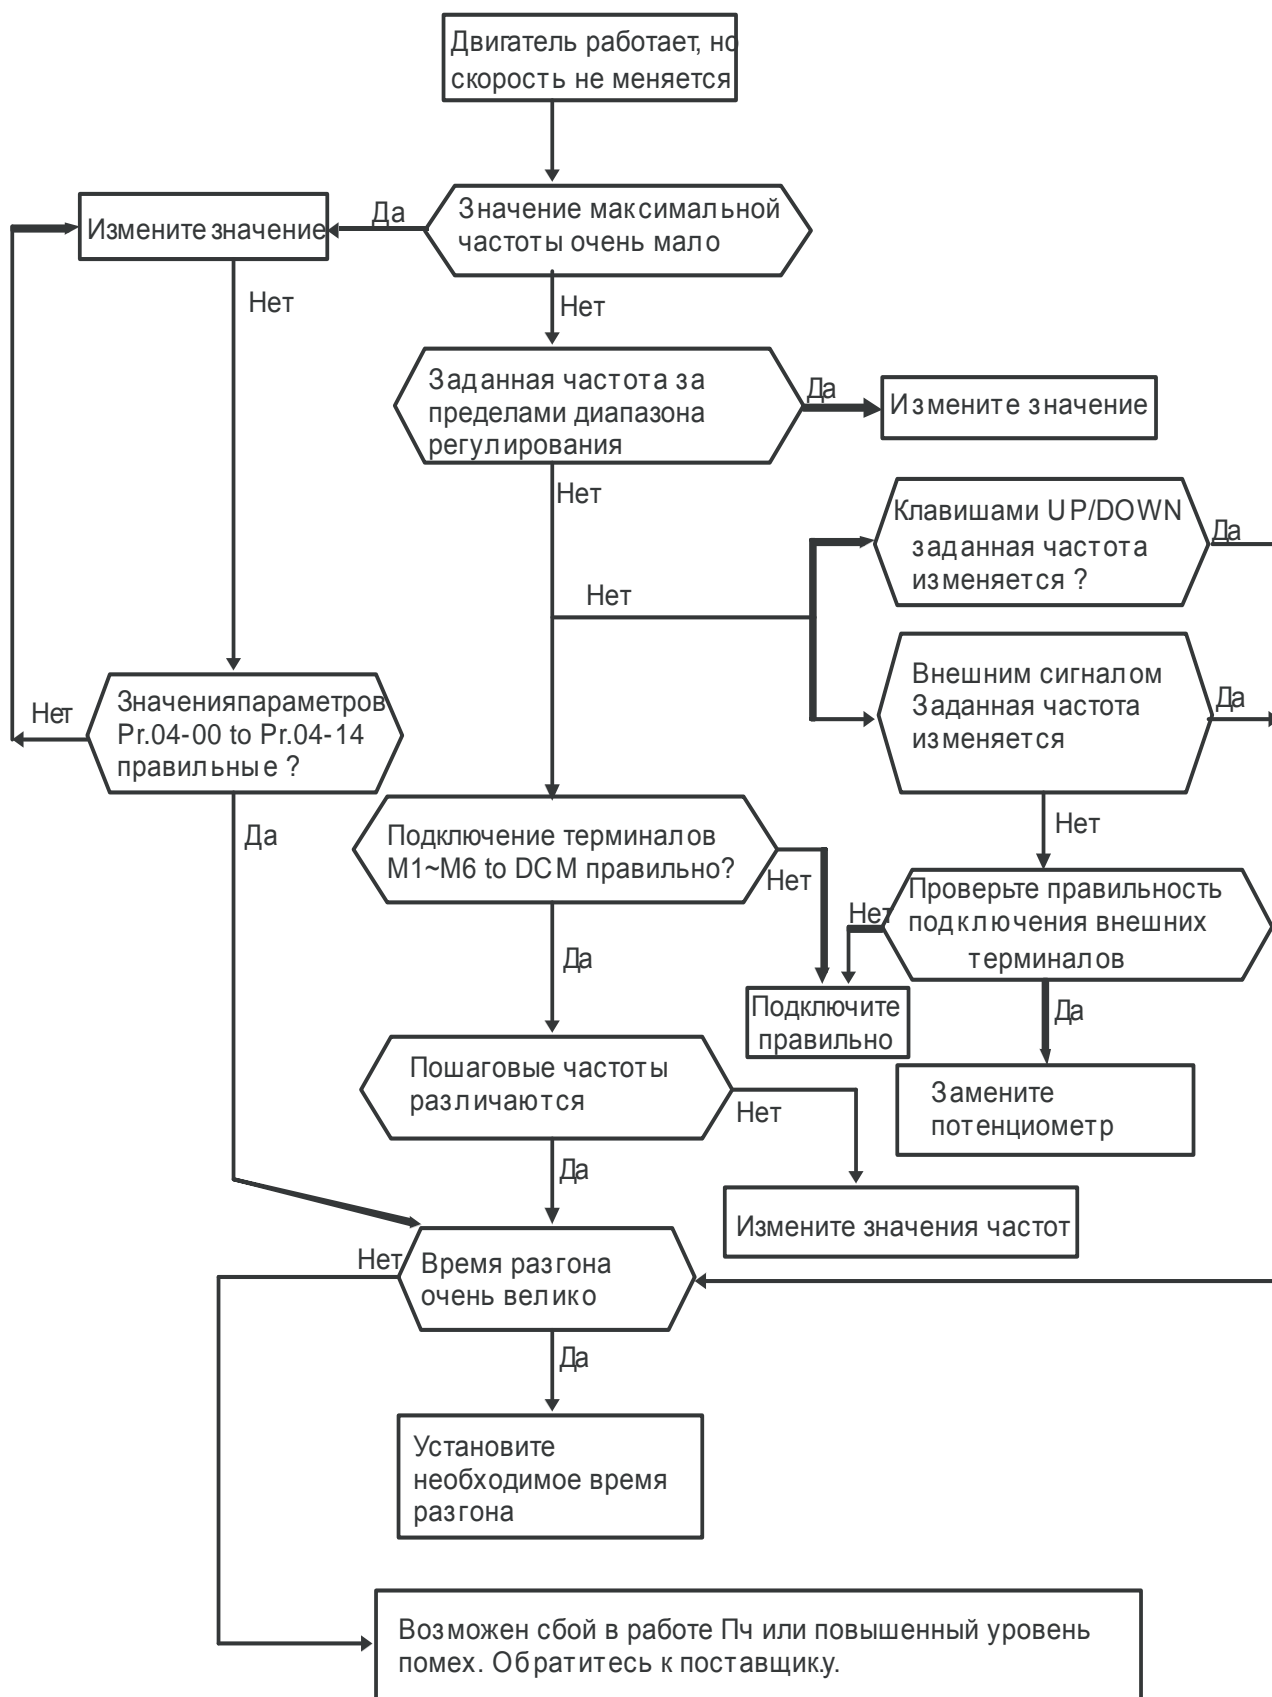 Двигатель работает, но
скорость не меняется
Значение максимальной
частоты очень мало
Да
Измените значение
Нет
Нет
Заданная частота за
пределами диапазона
регулирования
Да
Измените значение
Нет
Клавишами UP/DOWN
заданная частота
изменяется ?
Да
Нет
Внешним сигналом
Заданная частота
изменяется
Да
Значенияпараметров
Pr.04-00 to Pr.04-14
правильные ?
Нет
Да
Подключение терминалов
M1~M6 to DCM правильно?
Нет
Нет
Проверьте правильность
подключения внешних
терминалов
Нет
Да
Да
Подключите
правильно
Пошаговые частоты
различаются
Нет
Замените
потенциометр
Да
Измените значения частот
Время разгона
очень велико
Нет
Да
Установите
необходимое время
разгона
Возможен сбой в работе Пч или повышенный уровень
помех. Обратитесь к поставщик.у.